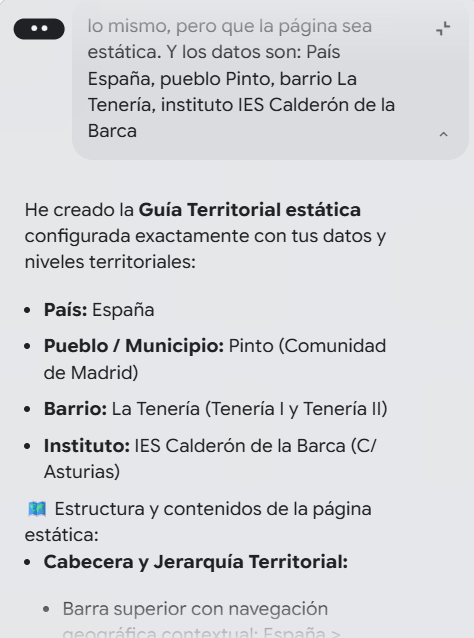 lo mismo, pero que la página sea
estática. Y los datos son: País
España, pueblo Pinto, barrio La
Tenería, instituto IES Calderón de la
Barca
He creado la Guía Territorial estática
configurada exactamente con tus datos y
niveles territoriales:
• País: España
• Pueblo / Municipio: Pinto (Comunidad
de Madrid)
• Barrio: La Tenería (Tenería I y Tenería II)
• Instituto: IES Calderón de la Barca (C/
Asturias)
🗺️ Estructura y contenidos de la página
estática:
• Cabecera y Jerarquía Territorial:
• Barra superior con navegación
geográfica contextual: España >